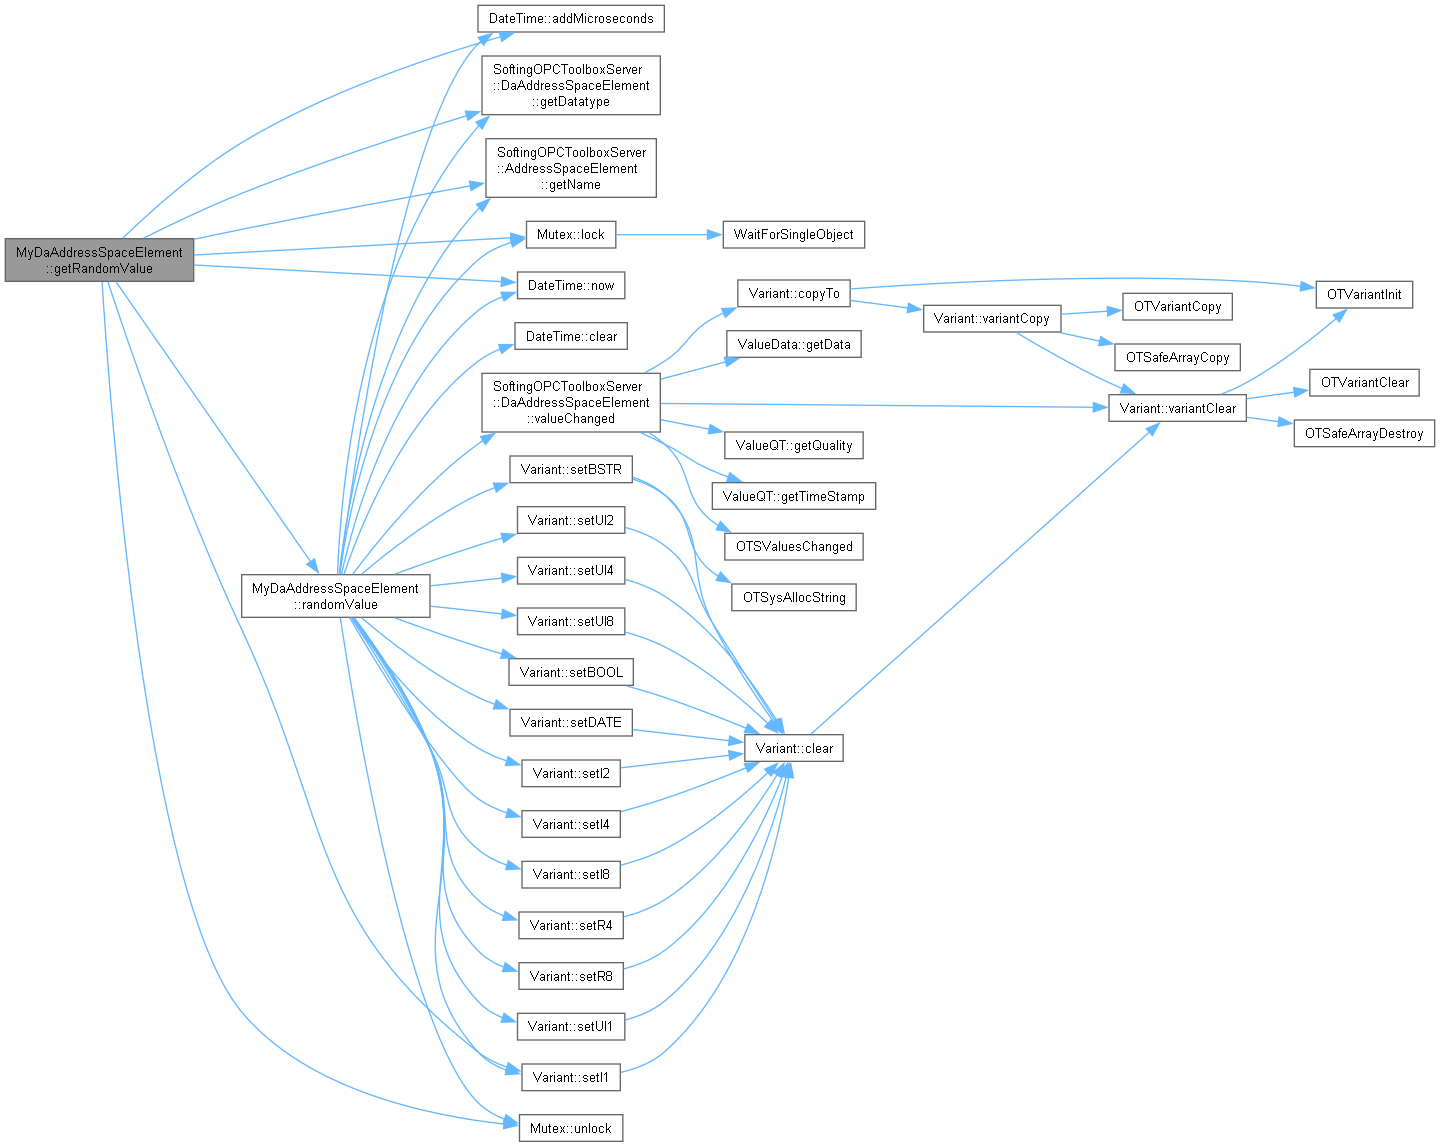 DateTime::addMicroseconds
SoftingOPCToolboxServer
::DaAddressSpaceElement
::getDatatype
SoftingOPCToolboxServer
::AddressSpaceElement
::getName
MyDaAddressSpaceElement
::getRandomValue
Mutex::lock
WaitForSingleObject
DateTime::now
DateTime::clear
SoftingOPCToolboxServer
::DaAddressSpaceElement
::valueChanged
Variant::copyTo
ValueData::getData
Variant::variantCopy
OTVariantCopy
OTSafeArrayCopy
OTVariantInit
OTVariantClear
Variant::variantClear
OTSafeArrayDestroy
ValueQT::getQuality
ValueQT::getTimeStamp
OTSValuesChanged
OTSysAllocString
Variant::setBSTR
Variant::setUI2
Variant::setUI4
MyDaAddressSpaceElement
::randomValue
Variant::setUI8
Variant::setBOOL
Variant::setDATE
Variant::clear
Variant::setI2
Variant::setI4
Variant::setI8
Variant::setR4
Variant::setR8
Variant::setUI1
Variant::setI1
Mutex::unlock